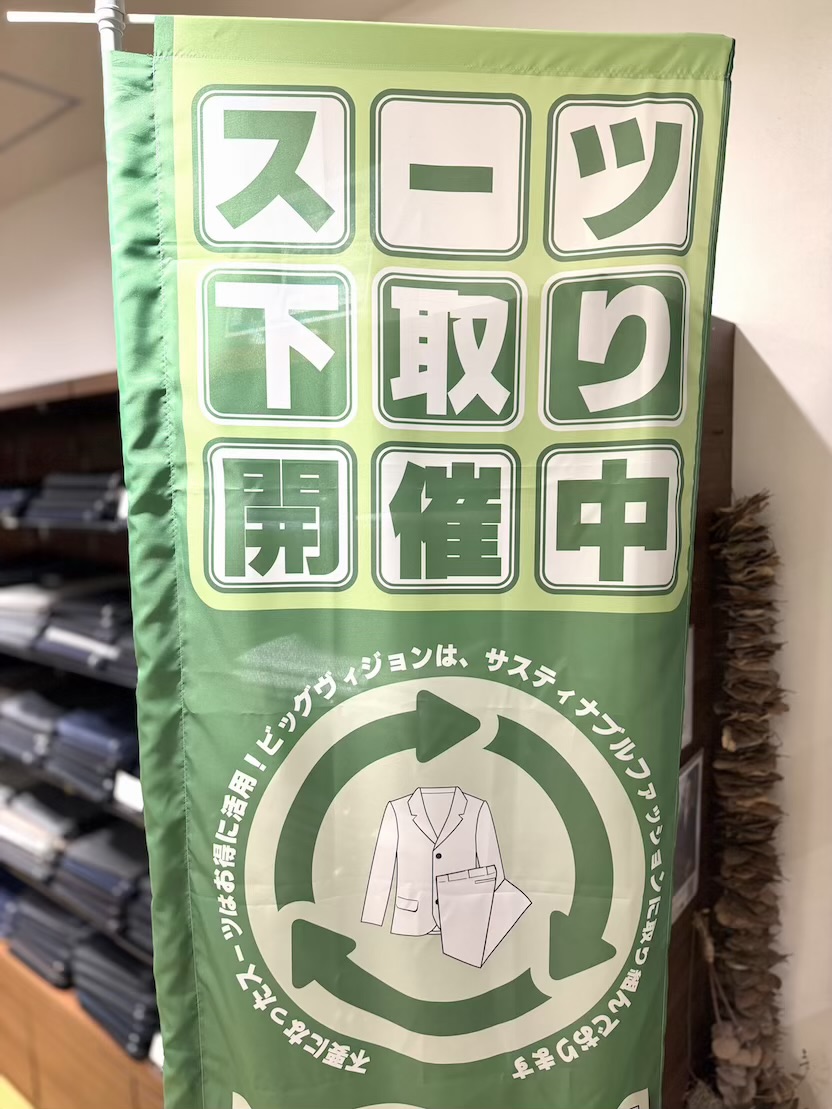 スーツ
下取り
開催中
不要になったスーツはお得に活用！ビッグヴィジョンは、サスティナブルファッションに取り組んでおります